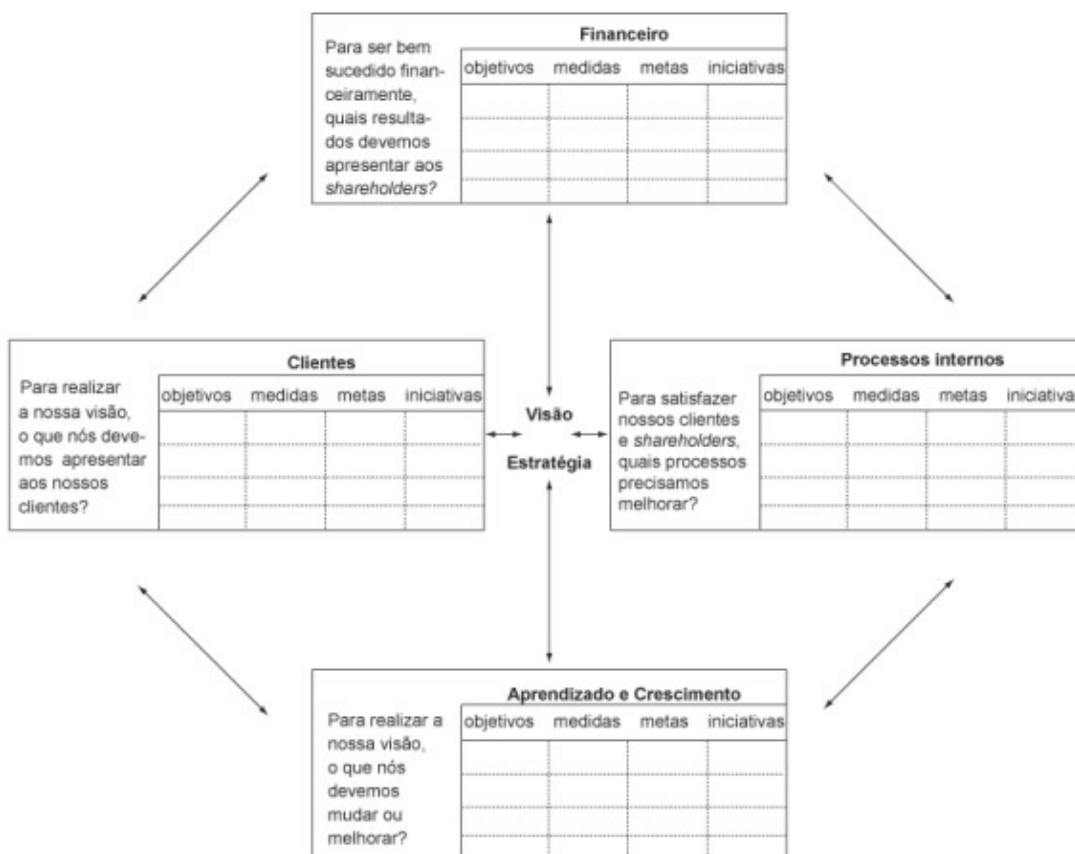 Financeiro
Para ser bem
sucedido finan-
ceiramente,
quais resulta-
dos devemos
apresentar aos
shareholders?
objetivos medidas metas iniciativas
Clientes
Para realizar
a nossa visão,
o que nós deve-
mos apresentar
aos nossos
clientes?
objetivos medidas metas iniciativas
Visão
Estratégia
Processos internos
Para satisfazer
nossos clientes
e shareholders,
quais processos
precisamos
melhorar?
objetivos medidas metas iniciativa
Aprendizado e Crescimento
Para realizar a
nossa visão,
o que nós
devemos
mudar ou
melhorar?
objetivos medidas metas iniciativas